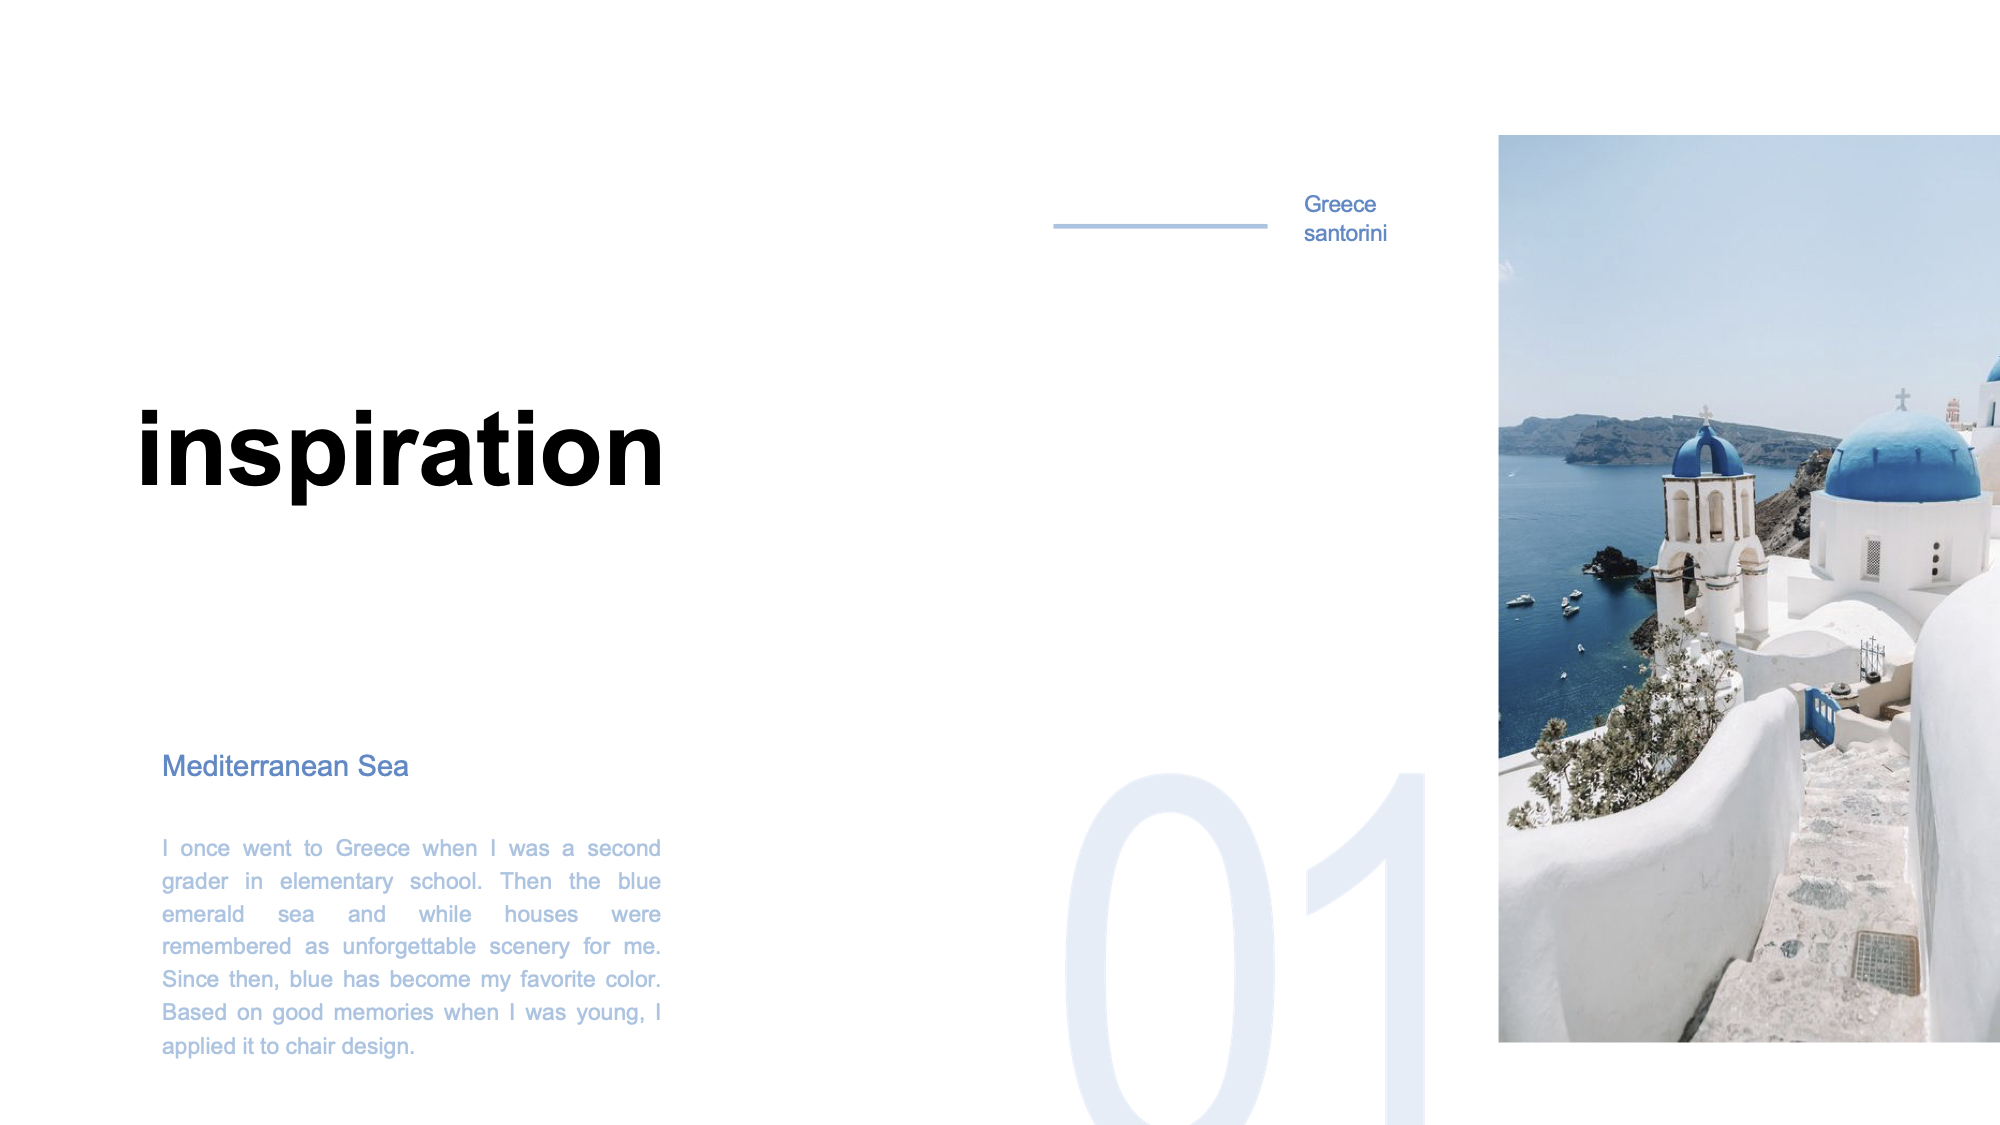 Greece
santorini
inspiration
Mediterranean Sea
I once went to Greece when I was a second
grader in elementary school. Then the blue
emerald sea and while houses were
remembered as unforgettable scenery for me.
Since then, blue has become my favorite color.
Based on good memories when I was young, I
applied it to chair design.
01